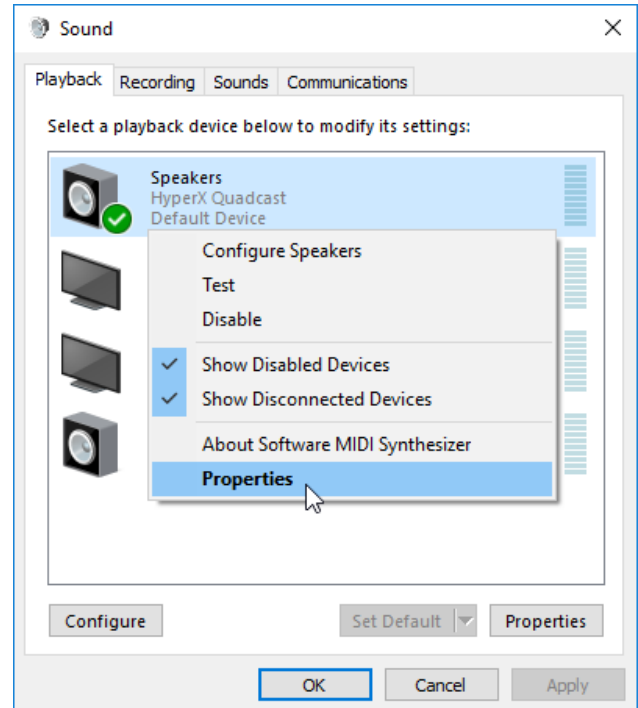 Sound
Playback Recording Sounds Communications
Select a playback device below to modify its settings:
Speakers
HyperX Quadcast
Default Device
Configure Speakers
Test
Disable
Show Disabled Devices
Show Disconnected Devices
About Software MIDI Synthesizer
Properties
Configure Set Default Properties
OK Cancel Apply